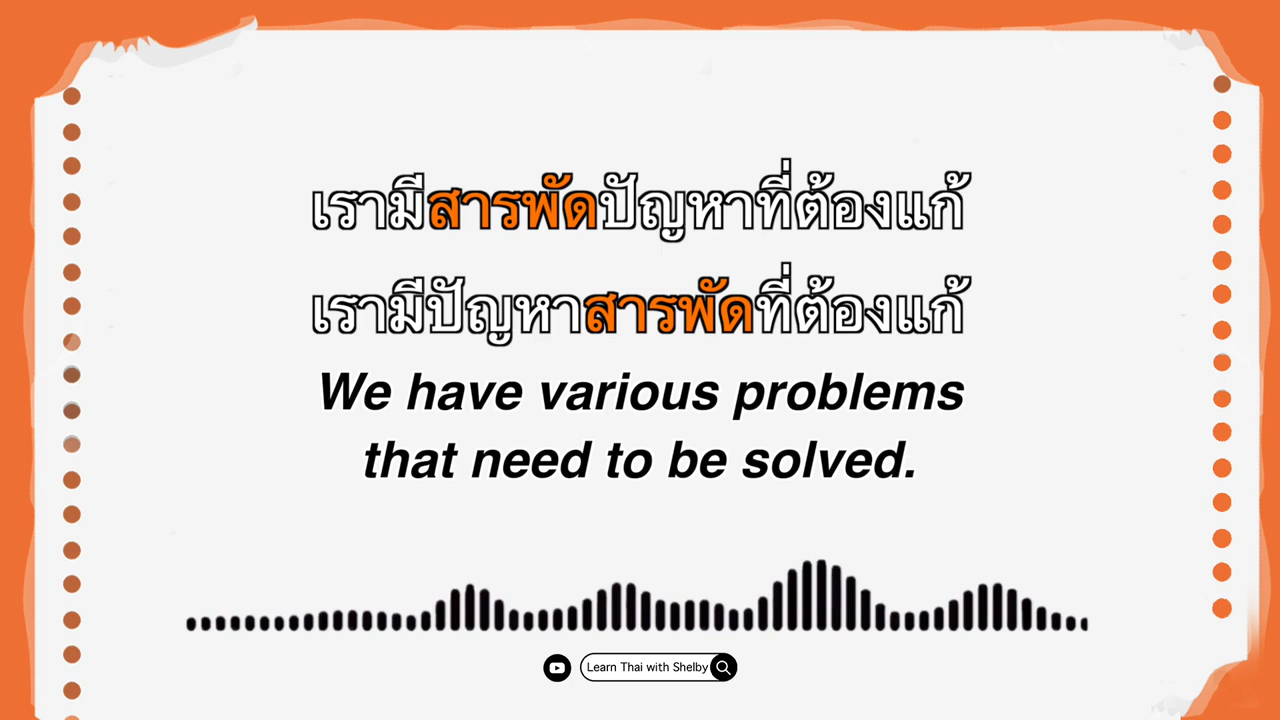 เรามีสารพัดปัญหาที่ต้องแก้
เรามีปัญหาสารพัดที่ต้องแก้
We have various problems
that need to be solved.
Learn Thai with Shelby